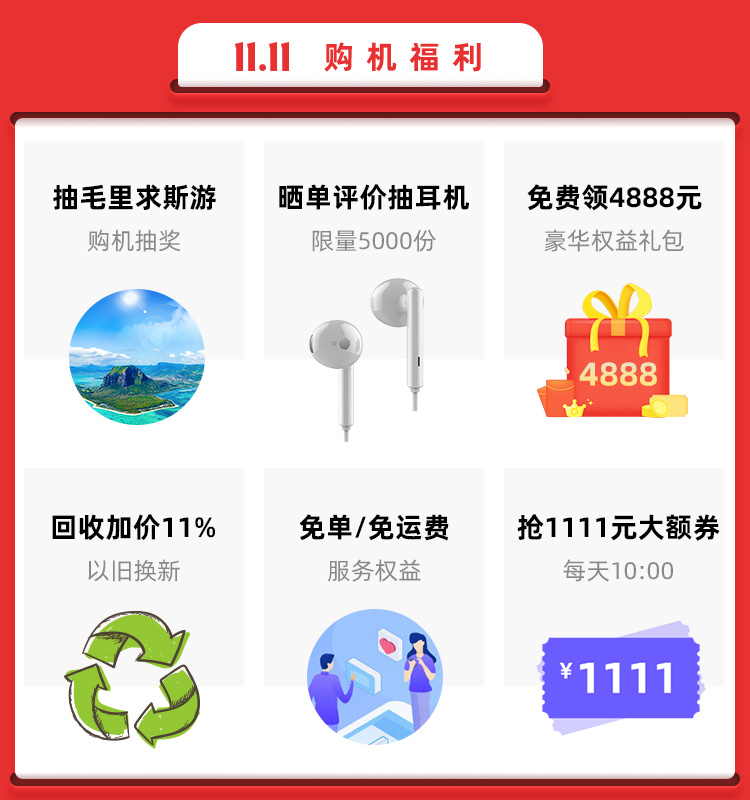 11.11 购机福利
抽毛里求斯游
购机抽奖
晒单评价抽耳机
限量5000份
R
免费领4888元
豪华权益礼包
4888
回收加价11%
以旧换新
免单/免运费
服务权益
抢1111元大额券
每天10:00
¥1111